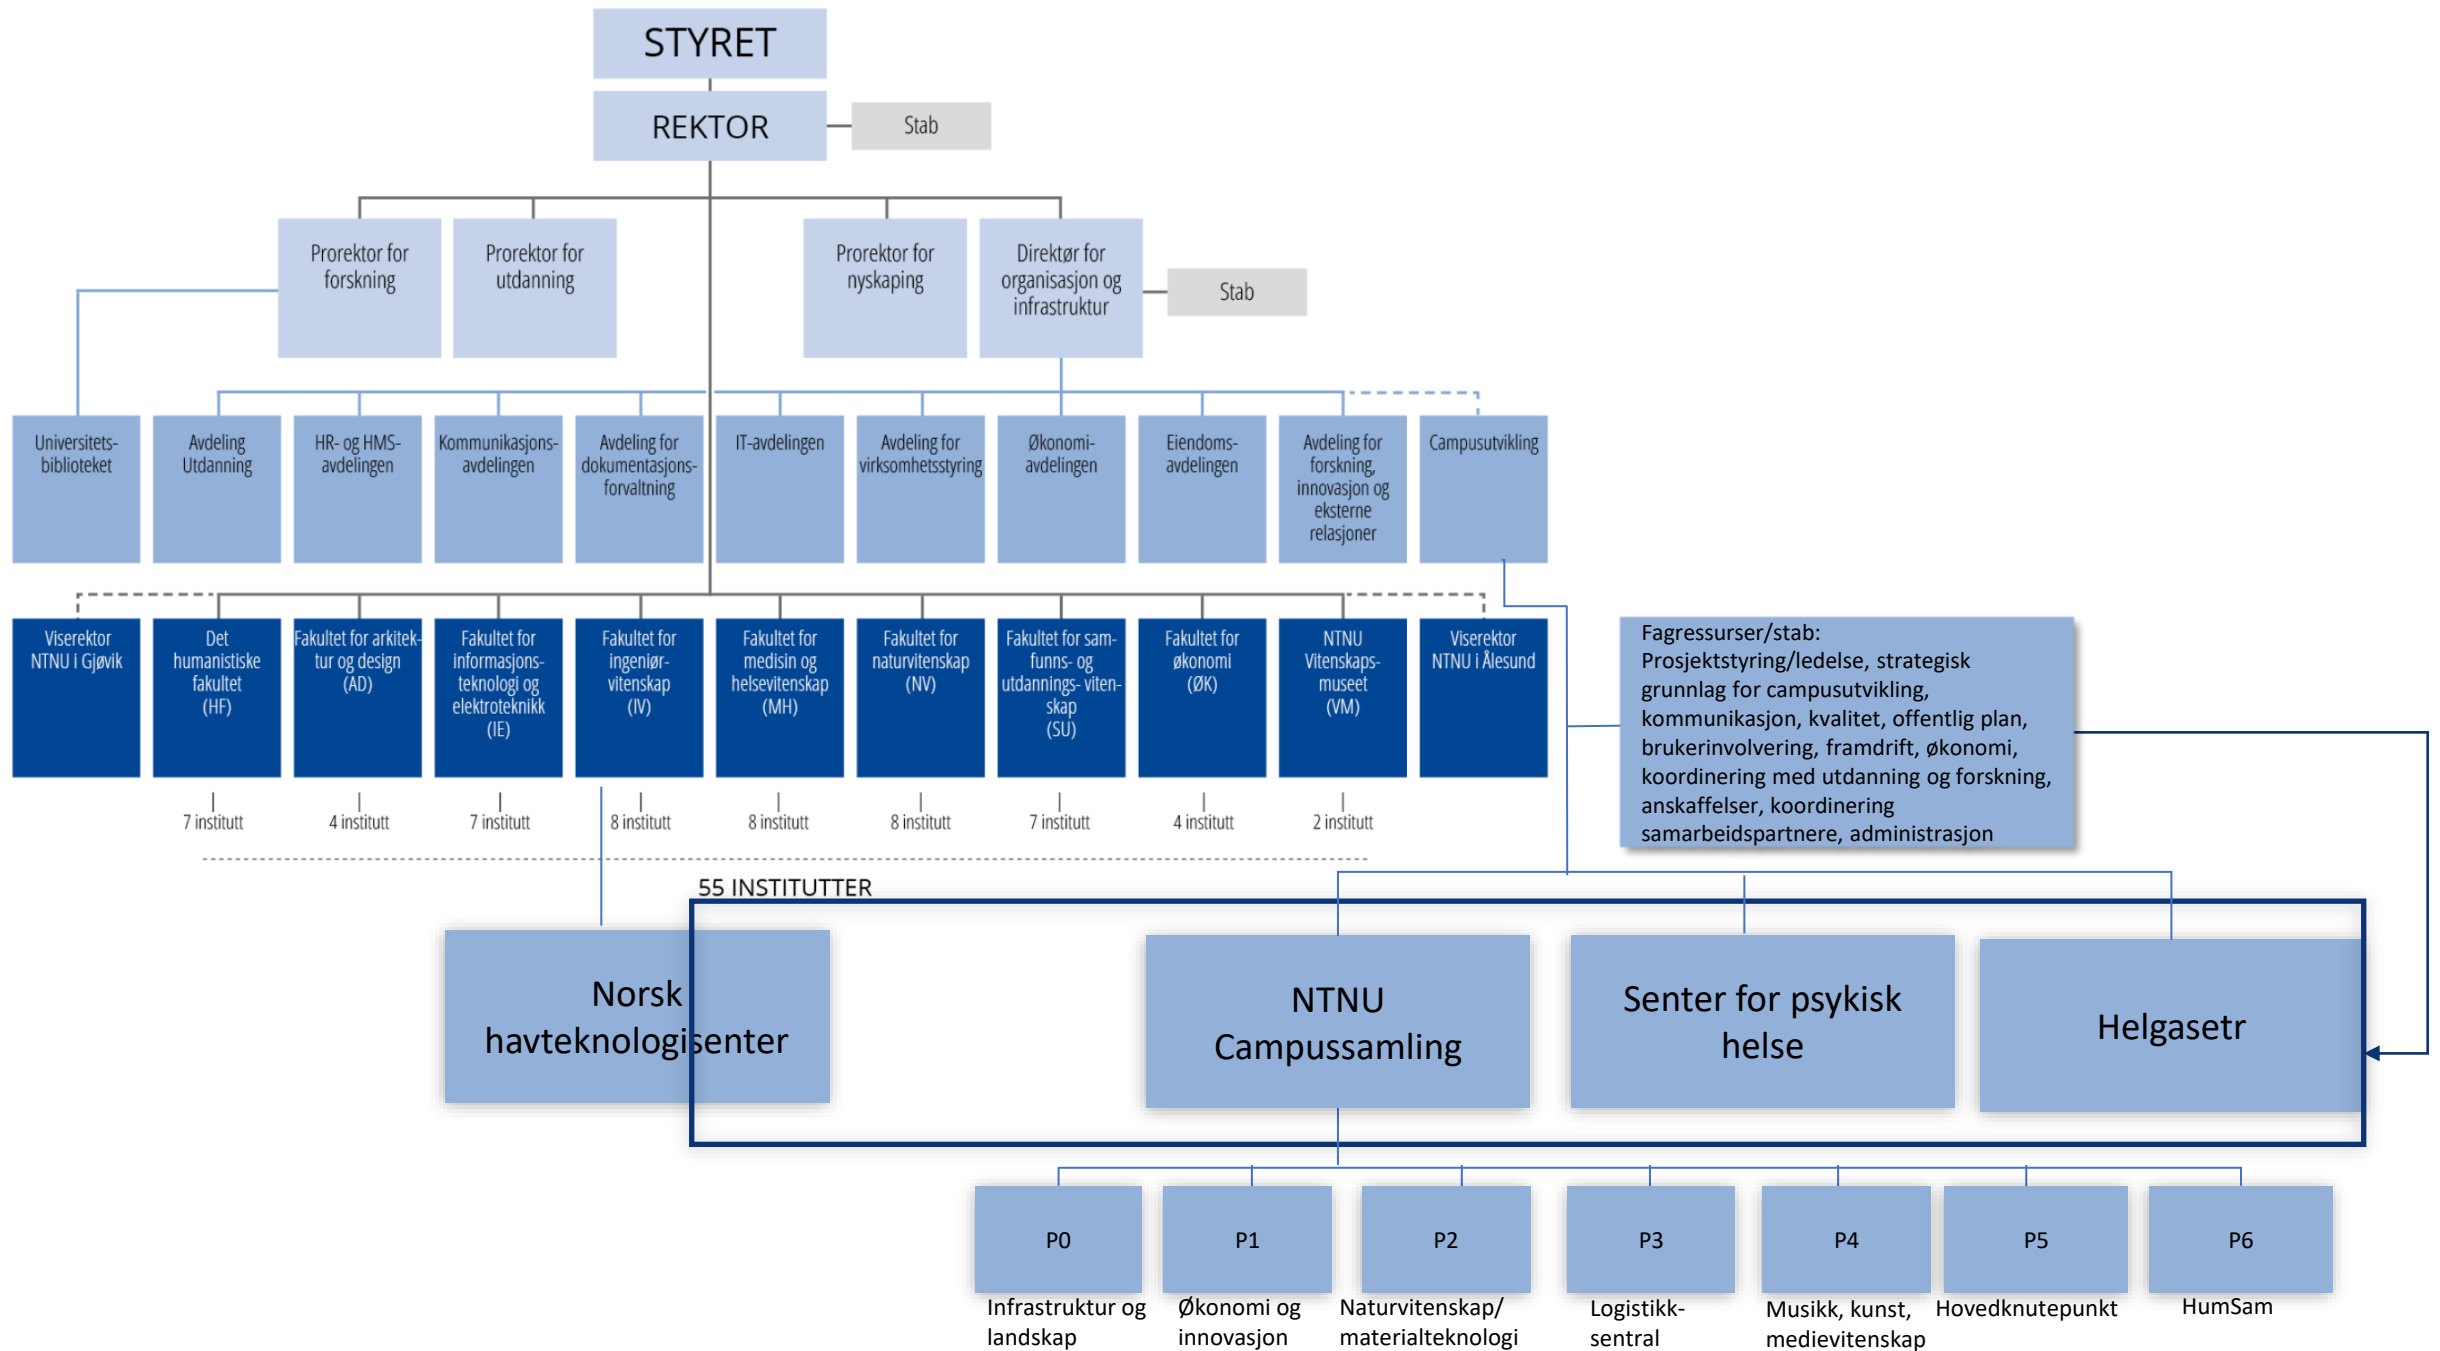 STYRET
REKTOR
Stab
Prorektor for
forskning
Prorektor for
utdanning
Prorektor for
nyskaping
Direktør for
organisasjon og
infrastruktur
Stab
Universitets-
biblioteket
Avdeling
Utdanning
HR- og HMS-
avdelingen
Kommunikasjons-
avdelingen
Avdeling for
dokumentasjons-
forvaltning
IT-avdelingen
Avdeling for
virksomhetsstyring
Økonomi-
avdelingen
Eiendoms-
avdelingen
Avdeling for
forskning,
innovasjon og
eksterne
relasjoner
Campusutvikling
Viserektor
NTNU i Gjøvik
Det
humanistiske
fakultet
(HF)
Fakultet for arkitek-
tur og design
(AD)
Fakultet for
informasjons-
teknologi og
elektroteknikk
(IE)
Fakultet for
ingeniør-
vitenskap
(IV)
Fakultet for
medisin og
helsevitenskap
(MH)
Fakultet for
naturvitenskap
(NV)
Fakultet for sam-
funns- og
utdannings- viten-
skap
(SU)
Fakultet for
økonomi
(ØK)
NTNU
Vitenskaps-
museet
(VM)
Viserektor
NTNU i Ålesund
Fagressurser/stab:
Prosjektstyring/ledelse, strategisk
grunnlag for campusutvikling,
kommunikasjon, kvalitet, offentlig plan,
brukerinvolvering, framdrift, økonomi,
koordinering med utdanning og forskning,
anskaffelser, koordinering
samarbeidspartnere, administrasjon
7 institutt
4 institutt
7 institutt
8 institutt
8 institutt
8 institutt
7 institutt
4 institutt
2 institutt
55 INSTITUTTER
Norsk
havteknologisenter
NTNU
Campussamling
Senter for psykisk
helse
Helgasetr
P0
P1
P2
P3
P4
P5
P6
Infrastruktur og
landskap
Økonomi og
innovasjon
Naturvitenskap/
materialteknologi
Logistikk-
sentral
Musikk, kunst,
medievitenskap
Hovedknutepunkt
HumSam